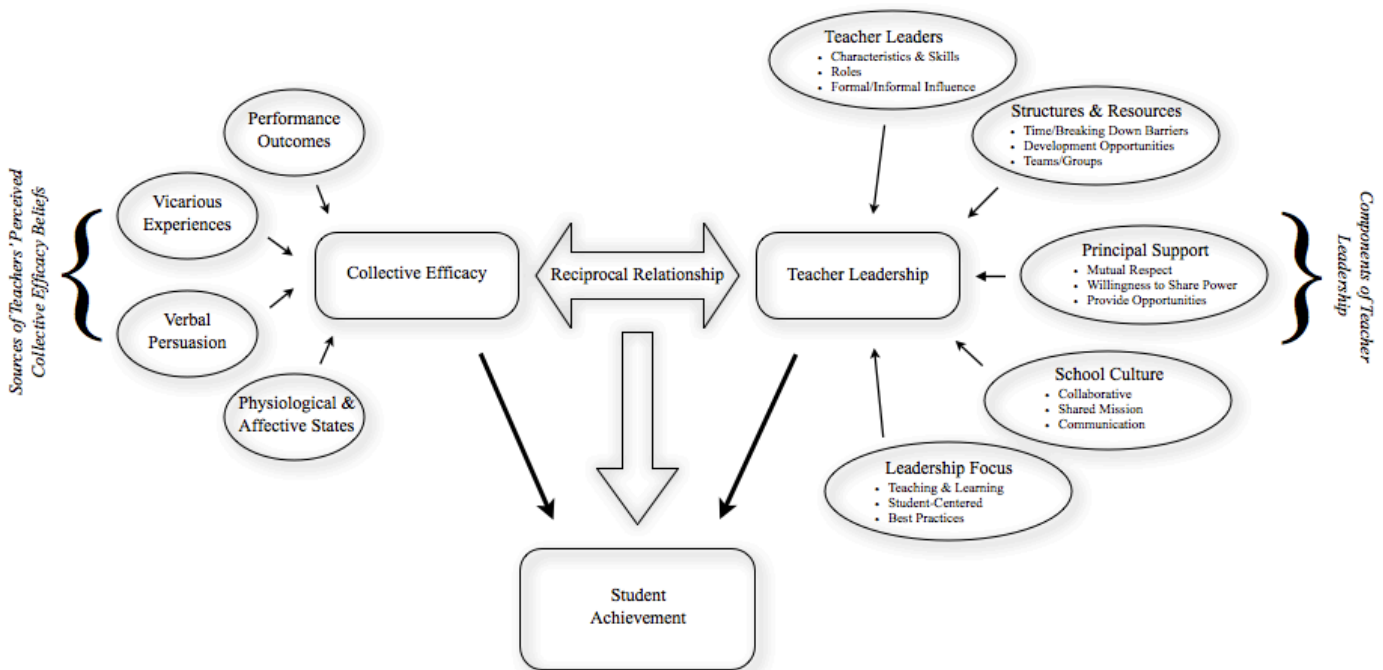 Sources of Teachers' Perceived
Collective Efficacy Beliefs
Performance
Outcomes
Vicarious
Experiences
Verbal
Persuasion
Physiological &
Affective States
Collective Efficacy
Reciprocal Relationship
Teacher Leadership
Student
Achievement
Teacher Leaders
• Characteristics & Skills
• Roles
• Formal/Informal Influence
Structures & Resources
• Time/Breaking Down Barriers
• Development Opportunities
• Teams/Groups
Principal Support
• Mutual Respect
• Willingness to Share Power
• Provide Opportunities
School Culture
• Collaborative
• Shared Mission
• Communication
Leadership Focus
• Teaching & Learning
• Student-Centered
• Best Practices
Components of Teacher
Leadership